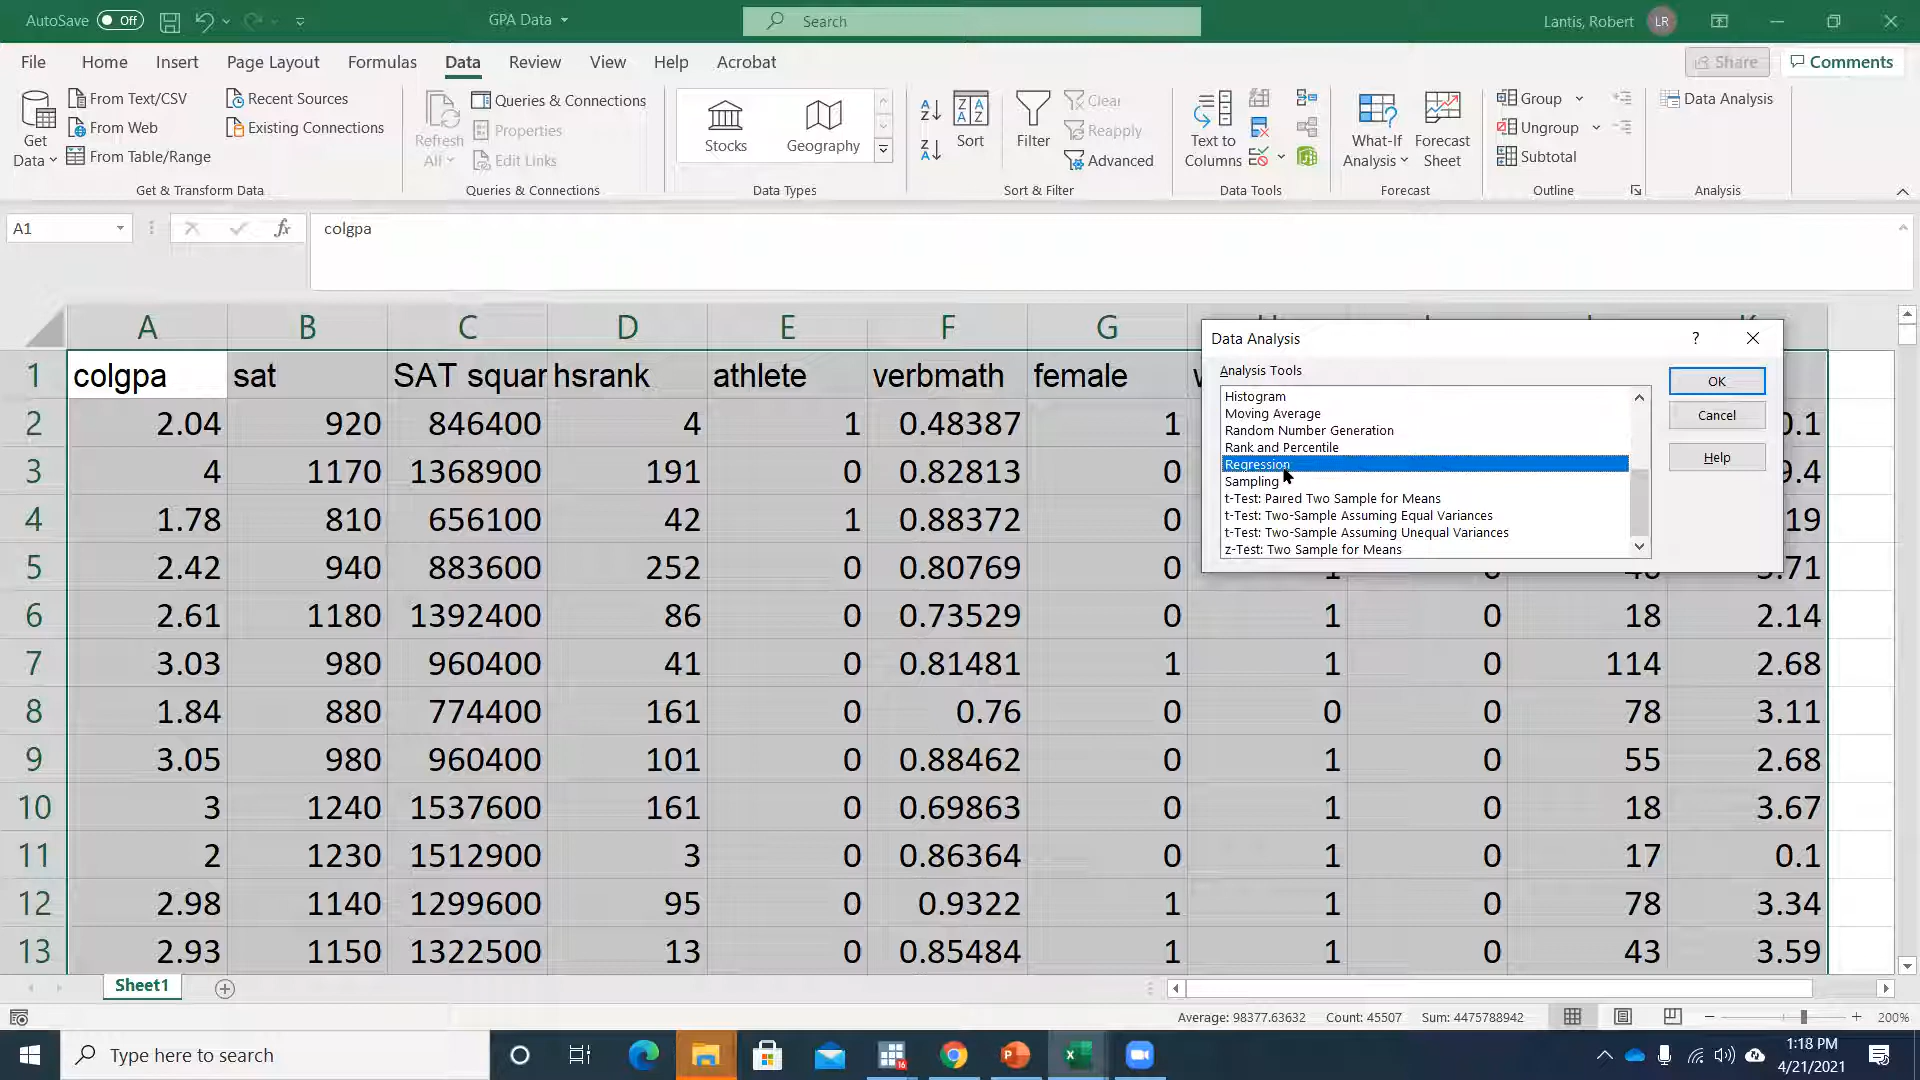 AutoSave Off GPA Data Search Lantis, Robert LR
File Home Insert Page Layout Formulas Data Review View Help Acrobat Share Comments
Get Data
From Text/CSV
From Web
From Table/Range
Recent Sources
Existing Connections
Get & Transform Data
Refresh All
Queries & Connections
Properties
Edit Links
Queries & Connections
Stocks
Geography
Data Types
Sort
Filter
Clear
Reapply
Advanced
Sort & Filter
Text to Columns
Data Tools
What-If Analysis
Forecast Sheet
Forecast
Group
Ungroup
Subtotal
Outline
Data Analysis
Analysis
A1 fx colgpa
A B C D E F G
1 colgpa sat SAT squar hsrank athlete verbmath female
2 2.04 920 846400 4 1 0.48387 1 0.1
3 4 1170 1368900 191 0 0.82813 0 9.4
4 1.78 810 656100 42 1 0.88372 0 19
5 2.42 940 883600 252 0 0.80769 0 .71
6 2.61 1180 1392400 86 0 0.73529 0 1 0 18 2.14
7 3.03 980 960400 41 0 0.81481 1 1 0 114 2.68
8 1.84 880 774400 161 0 0.76 0 0 0 78 3.11
9 3.05 980 960400 101 0 0.88462 0 1 0 55 2.68
10 3 1240 1537600 161 0 0.69863 0 1 0 18 3.67
11 2 1230 1512900 3 0 0.86364 0 1 0 17 0.1
12 2.98 1140 1299600 95 0 0.9322 1 1 0 78 3.34
13 2.93 1150 1322500 13 0 0.85484 1 1 0 43 3.59
Data Analysis ?
Analysis Tools
Histogram
Moving Average
Random Number Generation
Rank and Percentile
Regression
Sampling
t-Test: Paired Two Sample for Means
t-Test: Two-Sample Assuming Equal Variances
t-Test: Two-Sample Assuming Unequal Variances
z-Test: Two Sample for Means
OK
Cancel
Help
Sheet1
Average: 98377.63632 Count: 45507 Sum: 4475788942 200%
Type here to search
16
1:18 PM
4/21/2021